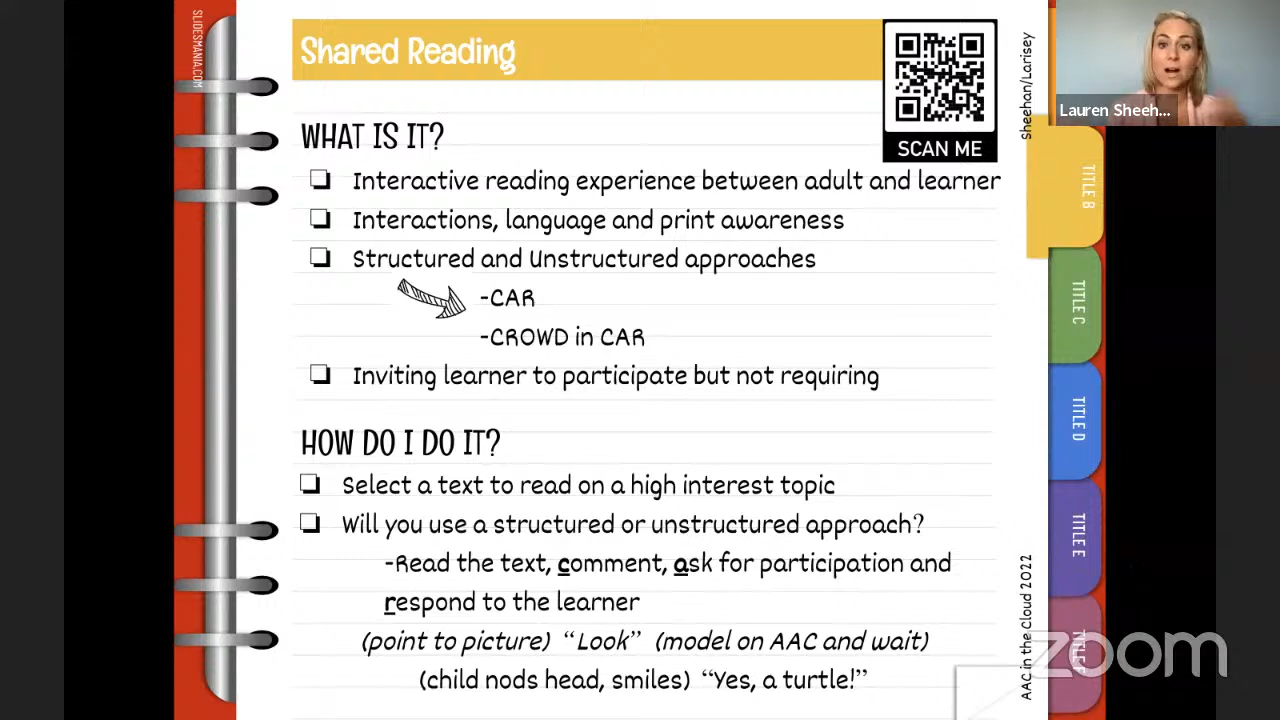 SLIDESMANIA.COM
Shared Reading
SCAN ME
Sheehan/Larisey
Lauren Sheeh...
WHAT IS IT?
Interactive reading experience between adult and learner
Interactions, language and print awareness
Structured and Unstructured approaches
-CAR
-CROWD in CAR
Inviting learner to participate but not requiring
HOW DO I DO IT?
Select a text to read on a high interest topic
Will you use a structured or unstructured approach?
-Read the text, comment, ask for participation and
respond to the learner
(point to picture) “Look” (model on AAC and wait)
(child nods head, smiles) “Yes, a turtle!”
TITLE B
TITLE C
TITLE D
TITLE E
AAC in the Cloud 2022
zoom